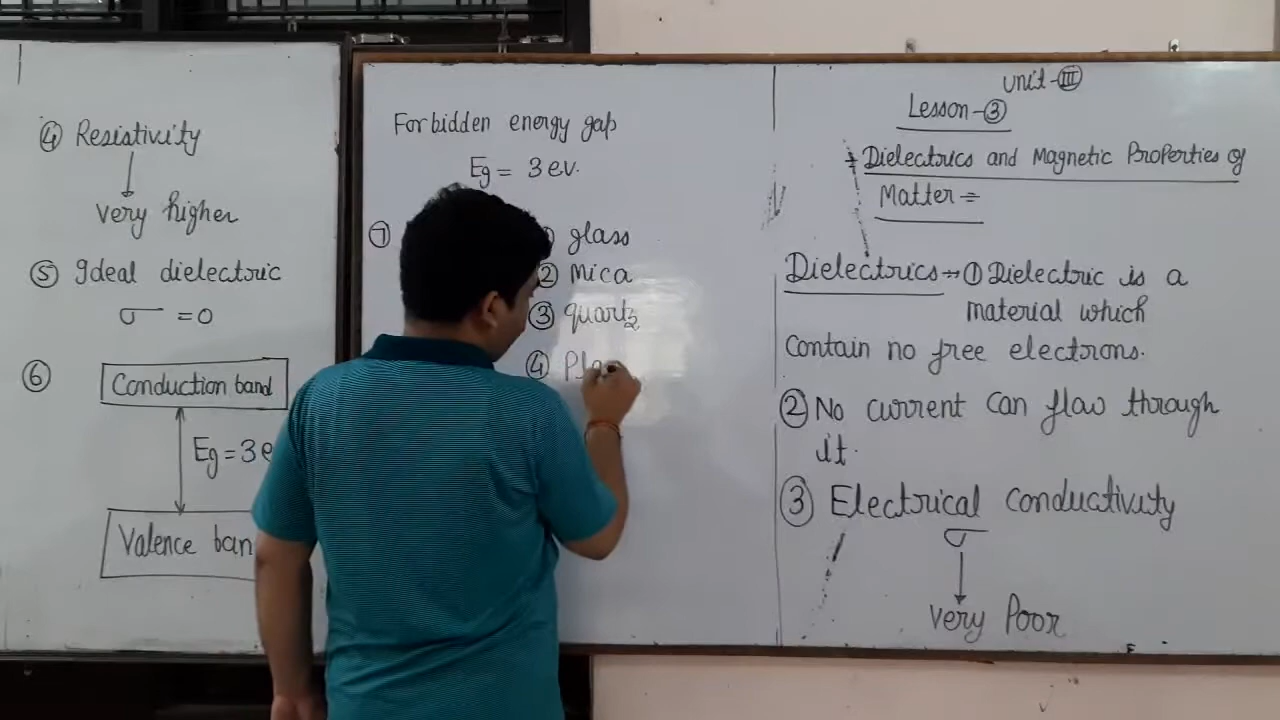 Unit-III
Lesson-3
Dielectrics and Magnetic Properties of
Matter =
Dielectrics → ① Dielectric is a
material which
Contain no free electrons.
② No current can flow through
it.
③ Electrical conductivity
σ
↓
very Poor
④ Resistivity
↓
very higher
⑤ Ideal dielectric
σ = 0
⑥
Conduction band
Eg = 3 e
Valence ban
Forbidden energy gap
Eg = 3 ev.
⑦
glass
② Mica
③ quartz
④ Pla